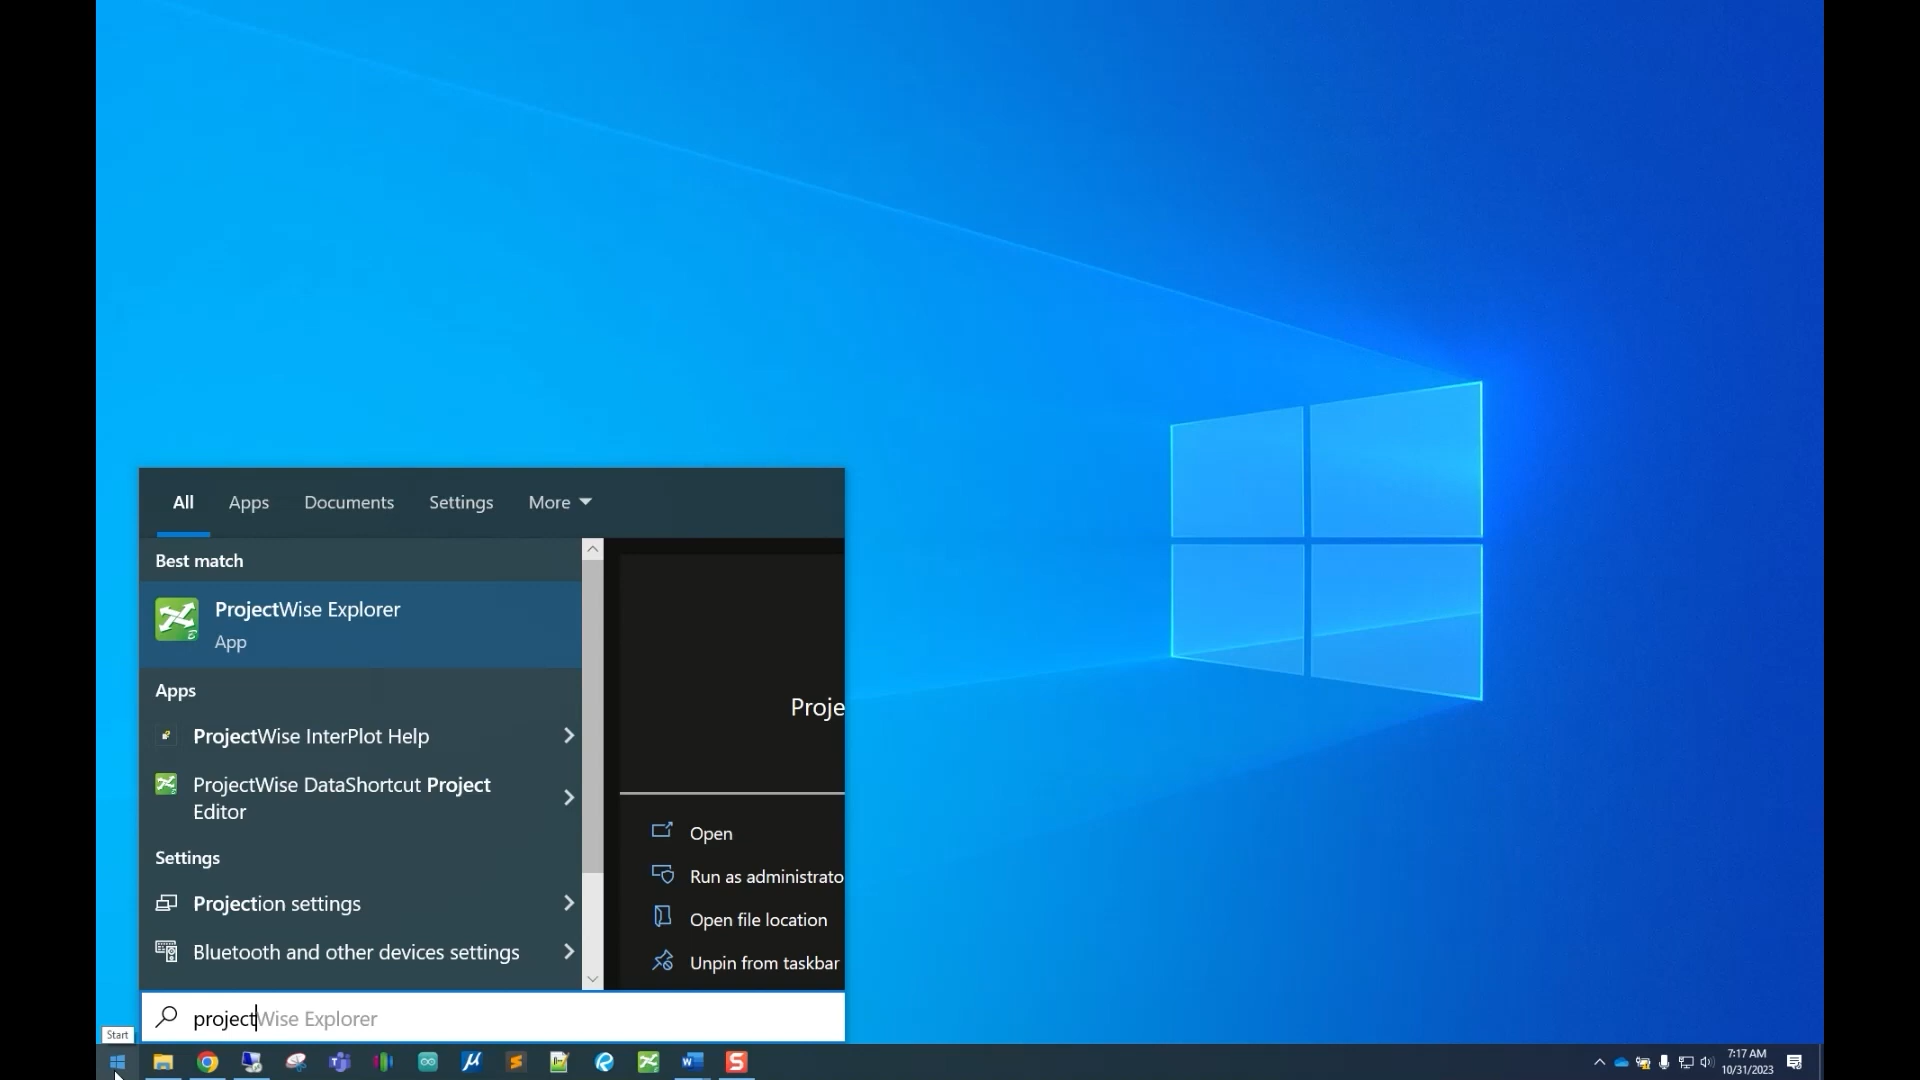 All Apps Documents Settings More
Best match
ProjectWise Explorer
App
Apps
ProjectWise InterPlot Help
ProjectWise DataShortcut Project
Editor
Settings
Projection settings
Bluetooth and other devices settings
Proje
Open
Run as administrato
Open file location
Unpin from taskbar
projectWise Explorer
Start
7:17 AM
10/31/2023